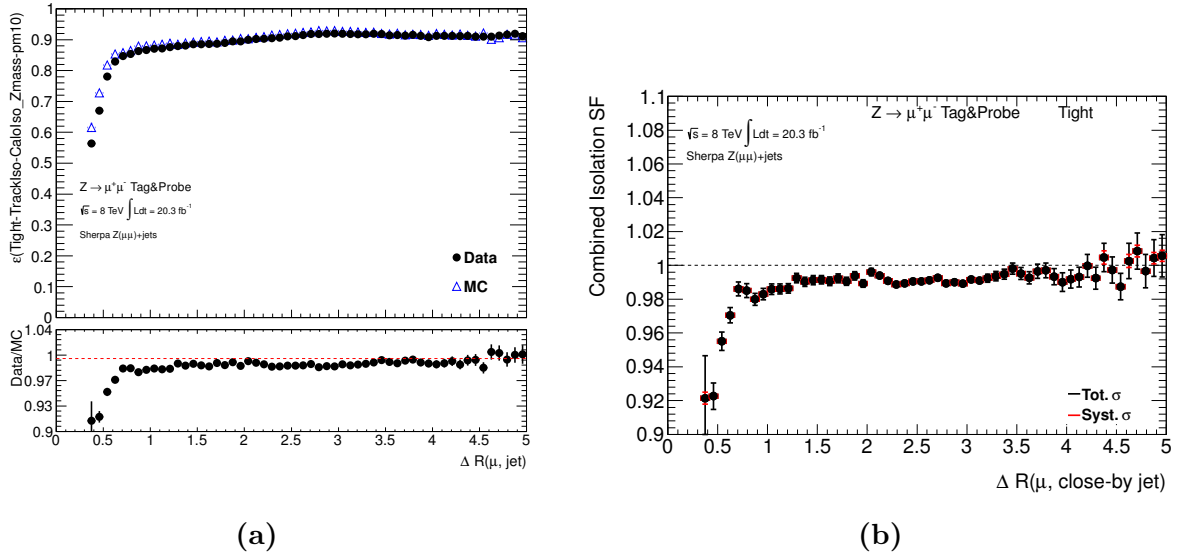 ε(Tight-TrackIso-CaloIso_Zmass-pm10)
1
0.9
0.8
0.7
0.6
0.5
0.4
0.3
0.2
0.1
0
Z → μ⁺μ⁻ Tag&Probe
√s = 8 TeV ∫ Ldt = 20.3 fb⁻¹
Sherpa Z(μμ)+jets
Data
MC
Data/MC
1.04
1
0.97
0.93
0.9
0 0.5 1 1.5 2 2.5 3 3.5 4 4.5 5
Δ R(μ, jet)
(a)
Combined Isolation SF
1.1
1.08
1.06
1.04
1.02
1
0.98
0.96
0.94
0.92
0.9
Z → μ⁺μ⁻ Tag&Probe Tight
√s = 8 TeV ∫ Ldt = 20.3 fb⁻¹
Sherpa Z(μμ)+jets
Tot. σ
Syst. σ
0 0.5 1 1.5 2 2.5 3 3.5 4 4.5 5
Δ R(μ, close-by jet)
(b)